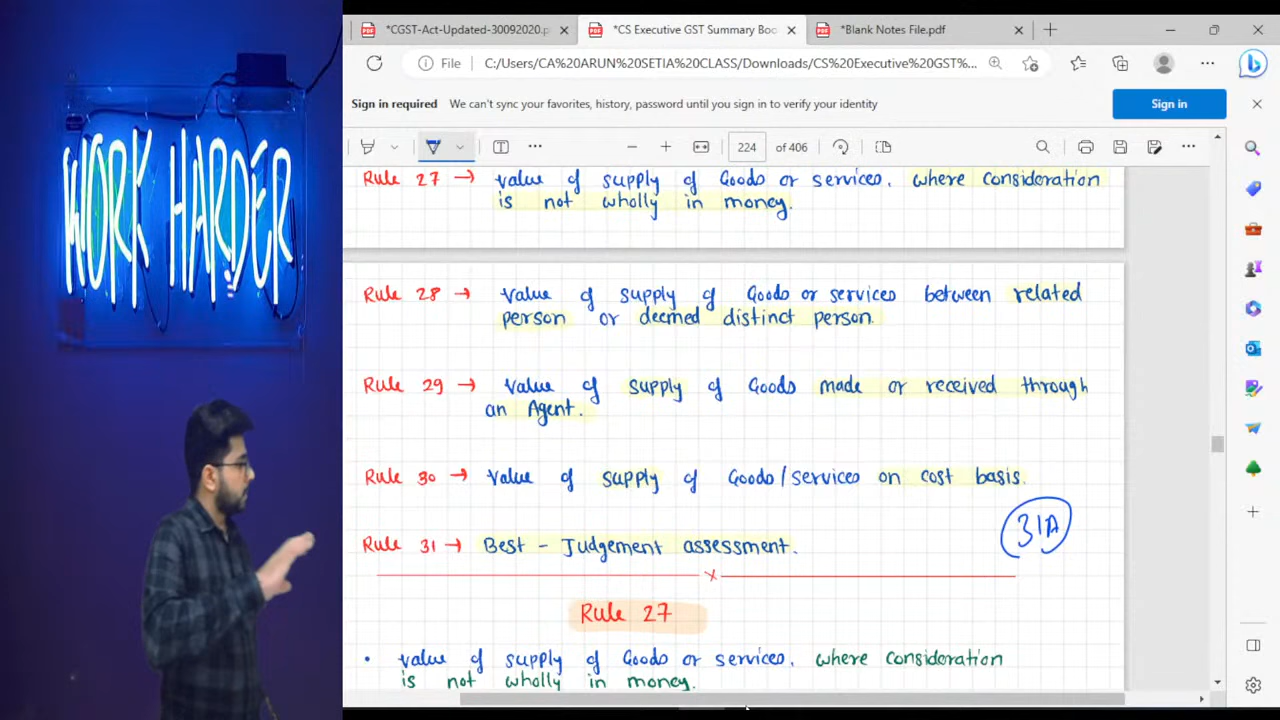 WORK HARDER
*CGST-Act-Updated-30092020.p
*CS Executive GST Summary Boo
*Blank Notes File.pdf
File
C:/Users/CA%20ARUN%20SETIA%20CLASS/Downloads/CS%20Executive%20GST%...
Sign in required We can't sync your favorites, history, password until you sign in to verify your identity
Sign in
224 of 406
Rule 27 → value of supply of Goods or services, where consideration
is not wholly in money.
Rule 28 → value of supply of Goods or services between related
person or deemed distinct person.
Rule 29 → value of supply of Goods made or received through
an Agent.
Rule 30 → value of supply of Goods/services on cost basis.
31A
Rule 31 → Best - Judgement assessment.
x
Rule 27
• value of supply of Goods or services, where consideration
is not wholly in money.